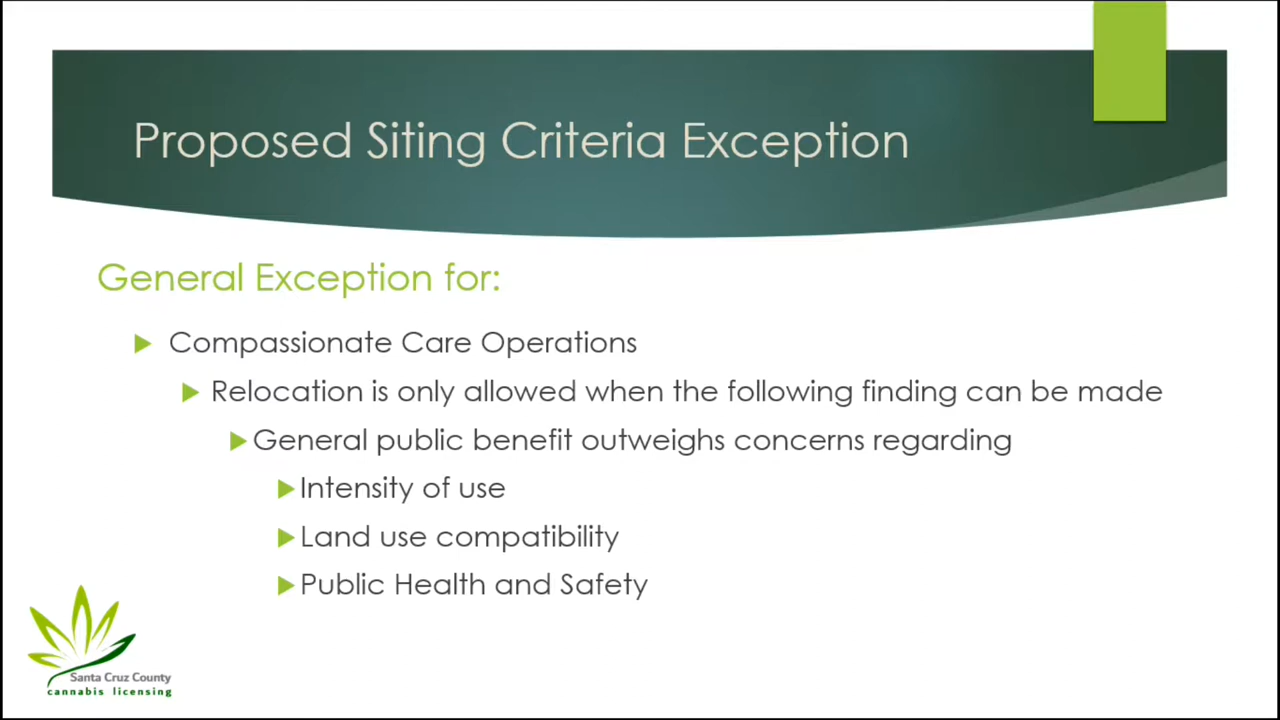 Proposed Siting Criteria Exception
General Exception for:
Compassionate Care Operations
Relocation is only allowed when the following finding can be made
General public benefit outweighs concerns regarding
Intensity of use
Land use compatibility
Public Health and Safety
Santa Cruz County
cannabis licensing